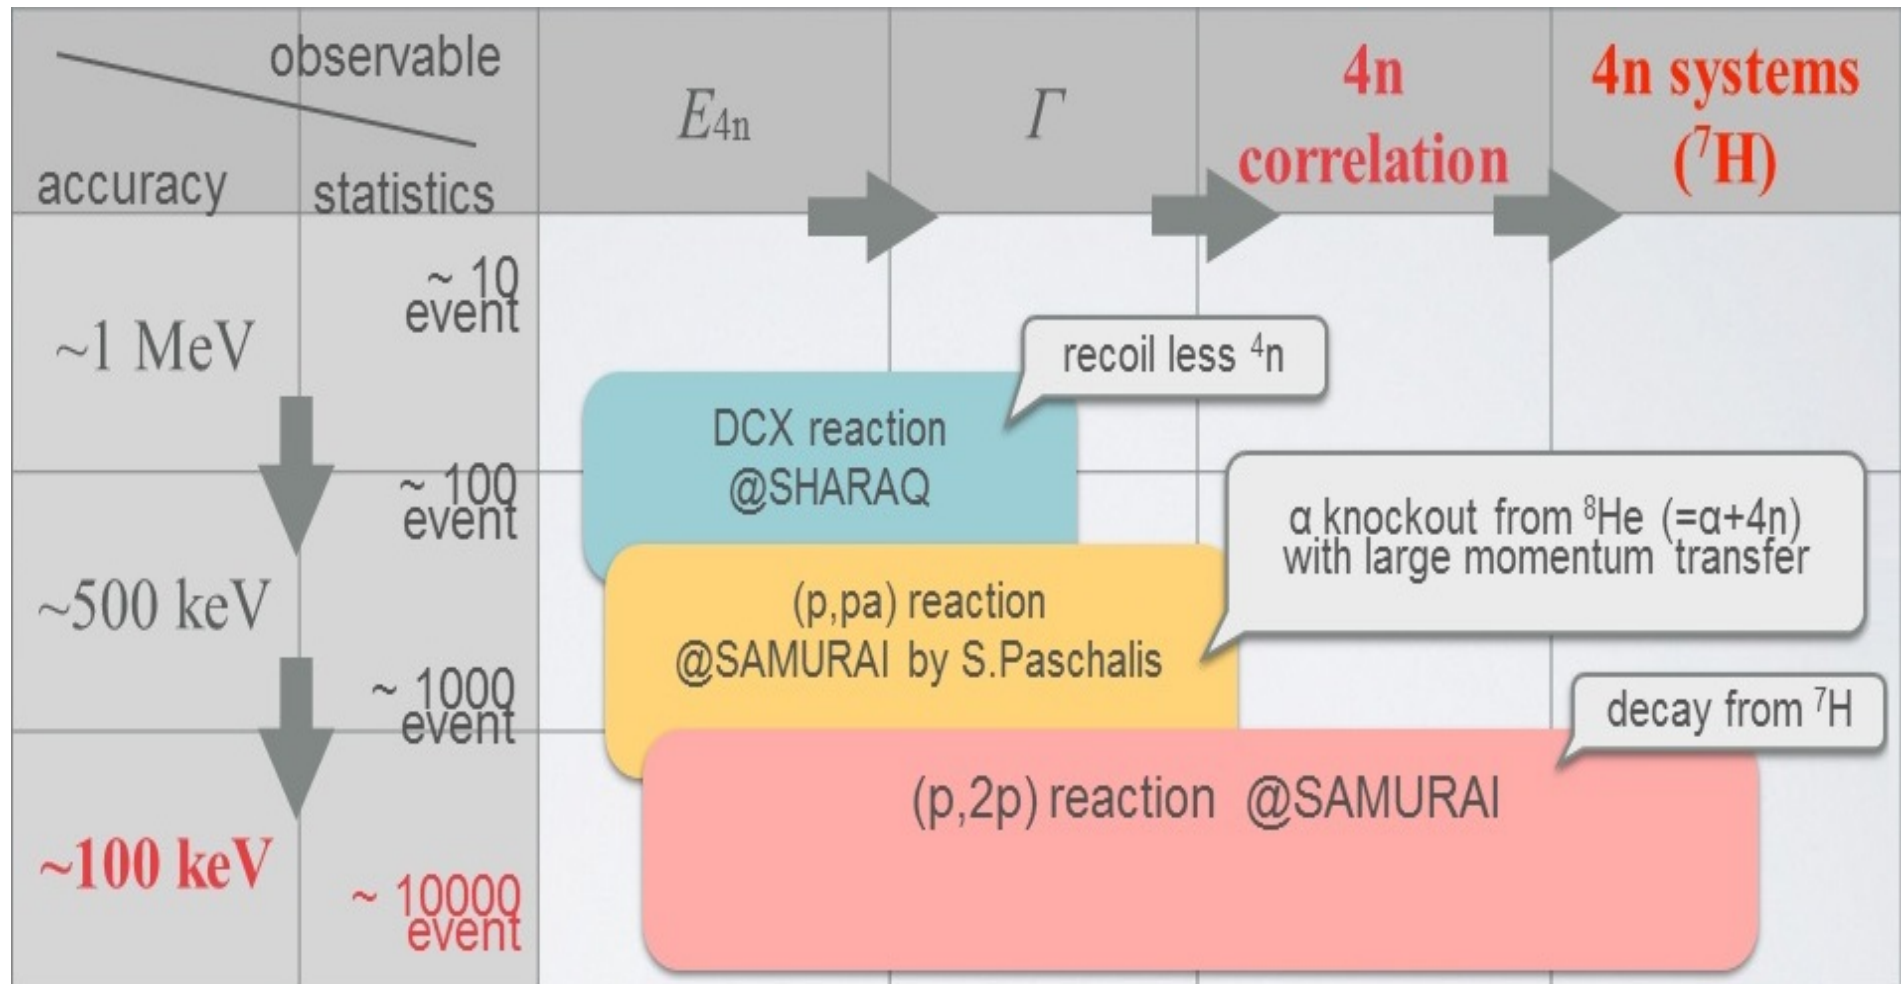 observable
accuracy
statistics
E4n
Γ
4n
correlation
4n systems
(⁷H)
~1 MeV
~ 10
event
recoil less ⁴n
DCX reaction
@SHARAQ
~ 100
event
α knockout from ⁸He (=α+4n)
with large momentum transfer
~500 keV
(p,pa) reaction
@SAMURAI by S.Paschalis
~ 1000
event
decay from ⁷H
(p,2p) reaction @SAMURAI
~100 keV
~ 10000
event